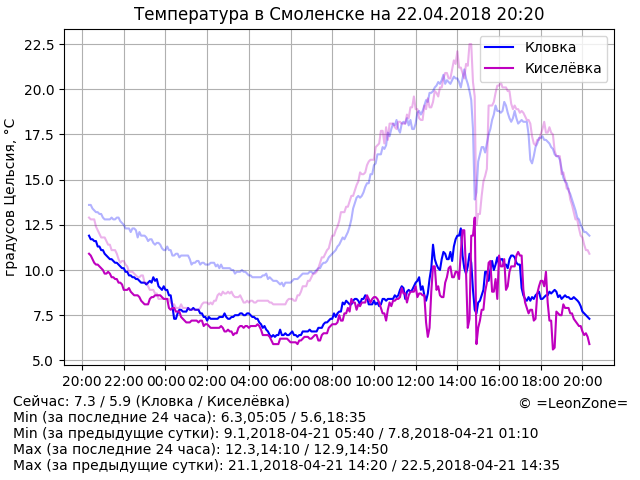 Температура в Смоленске на 22.04.2018 20:20
градусов Цельсия, °C
22.5
20.0
17.5
15.0
12.5
10.0
7.5
5.0
Кловка
Киселёвка
20:00 22:00 00:00 02:00 04:00 06:00 08:00 10:00 12:00 14:00 16:00 18:00 20:00
Сейчас: 7.3 / 5.9 (Кловка / Киселёвка)
© =LeonZone=
Min (за последние 24 часа): 6.3,05:05 / 5.6,18:35
Min (за предыдущие сутки): 9.1,2018-04-21 05:40 / 7.8,2018-04-21 01:10
Max (за последние 24 часа): 12.3,14:10 / 12.9,14:50
Max (за предыдущие сутки): 21.1,2018-04-21 14:20 / 22.5,2018-04-21 14:35